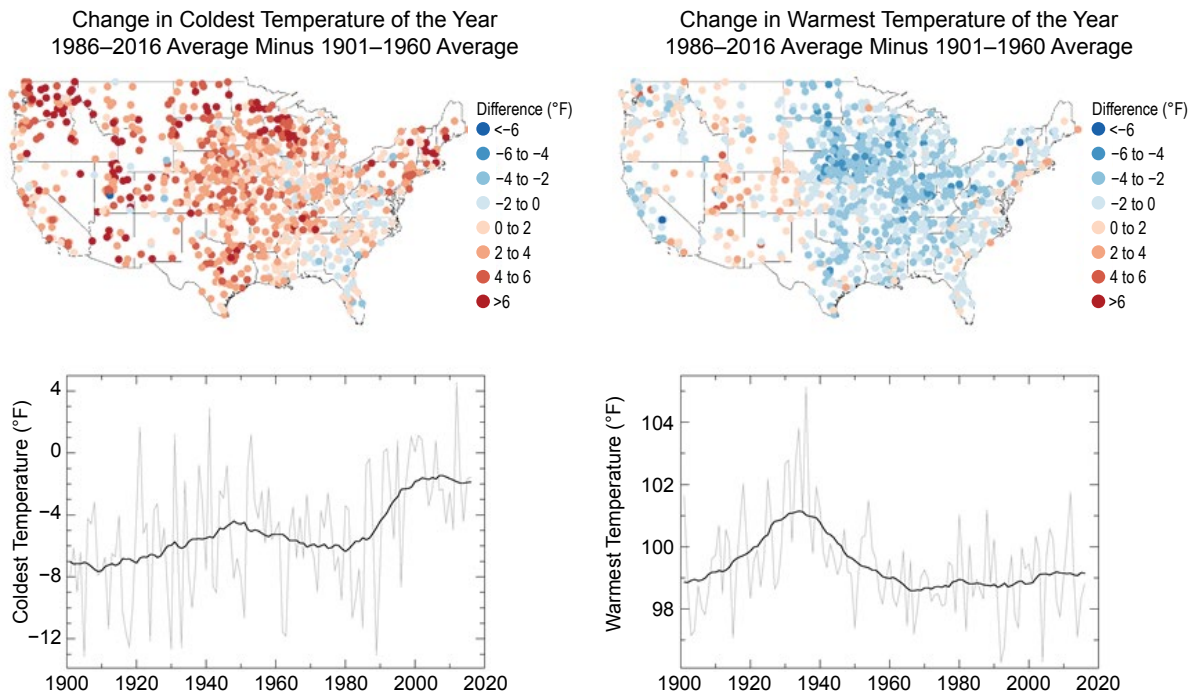 Change in Coldest Temperature of the Year
1986–2016 Average Minus 1901–1960 Average
Difference (°F)
<−6
−6 to −4
−4 to −2
−2 to 0
0 to 2
2 to 4
4 to 6
>6
Change in Warmest Temperature of the Year
1986–2016 Average Minus 1901–1960 Average
Difference (°F)
<−6
−6 to −4
−4 to −2
−2 to 0
0 to 2
2 to 4
4 to 6
>6
Coldest Temperature (°F)
4
0
−4
−8
−12
1900 1920 1940 1960 1980 2000 2020
Warmest Temperature (°F)
104
102
100
98
1900 1920 1940 1960 1980 2000 2020